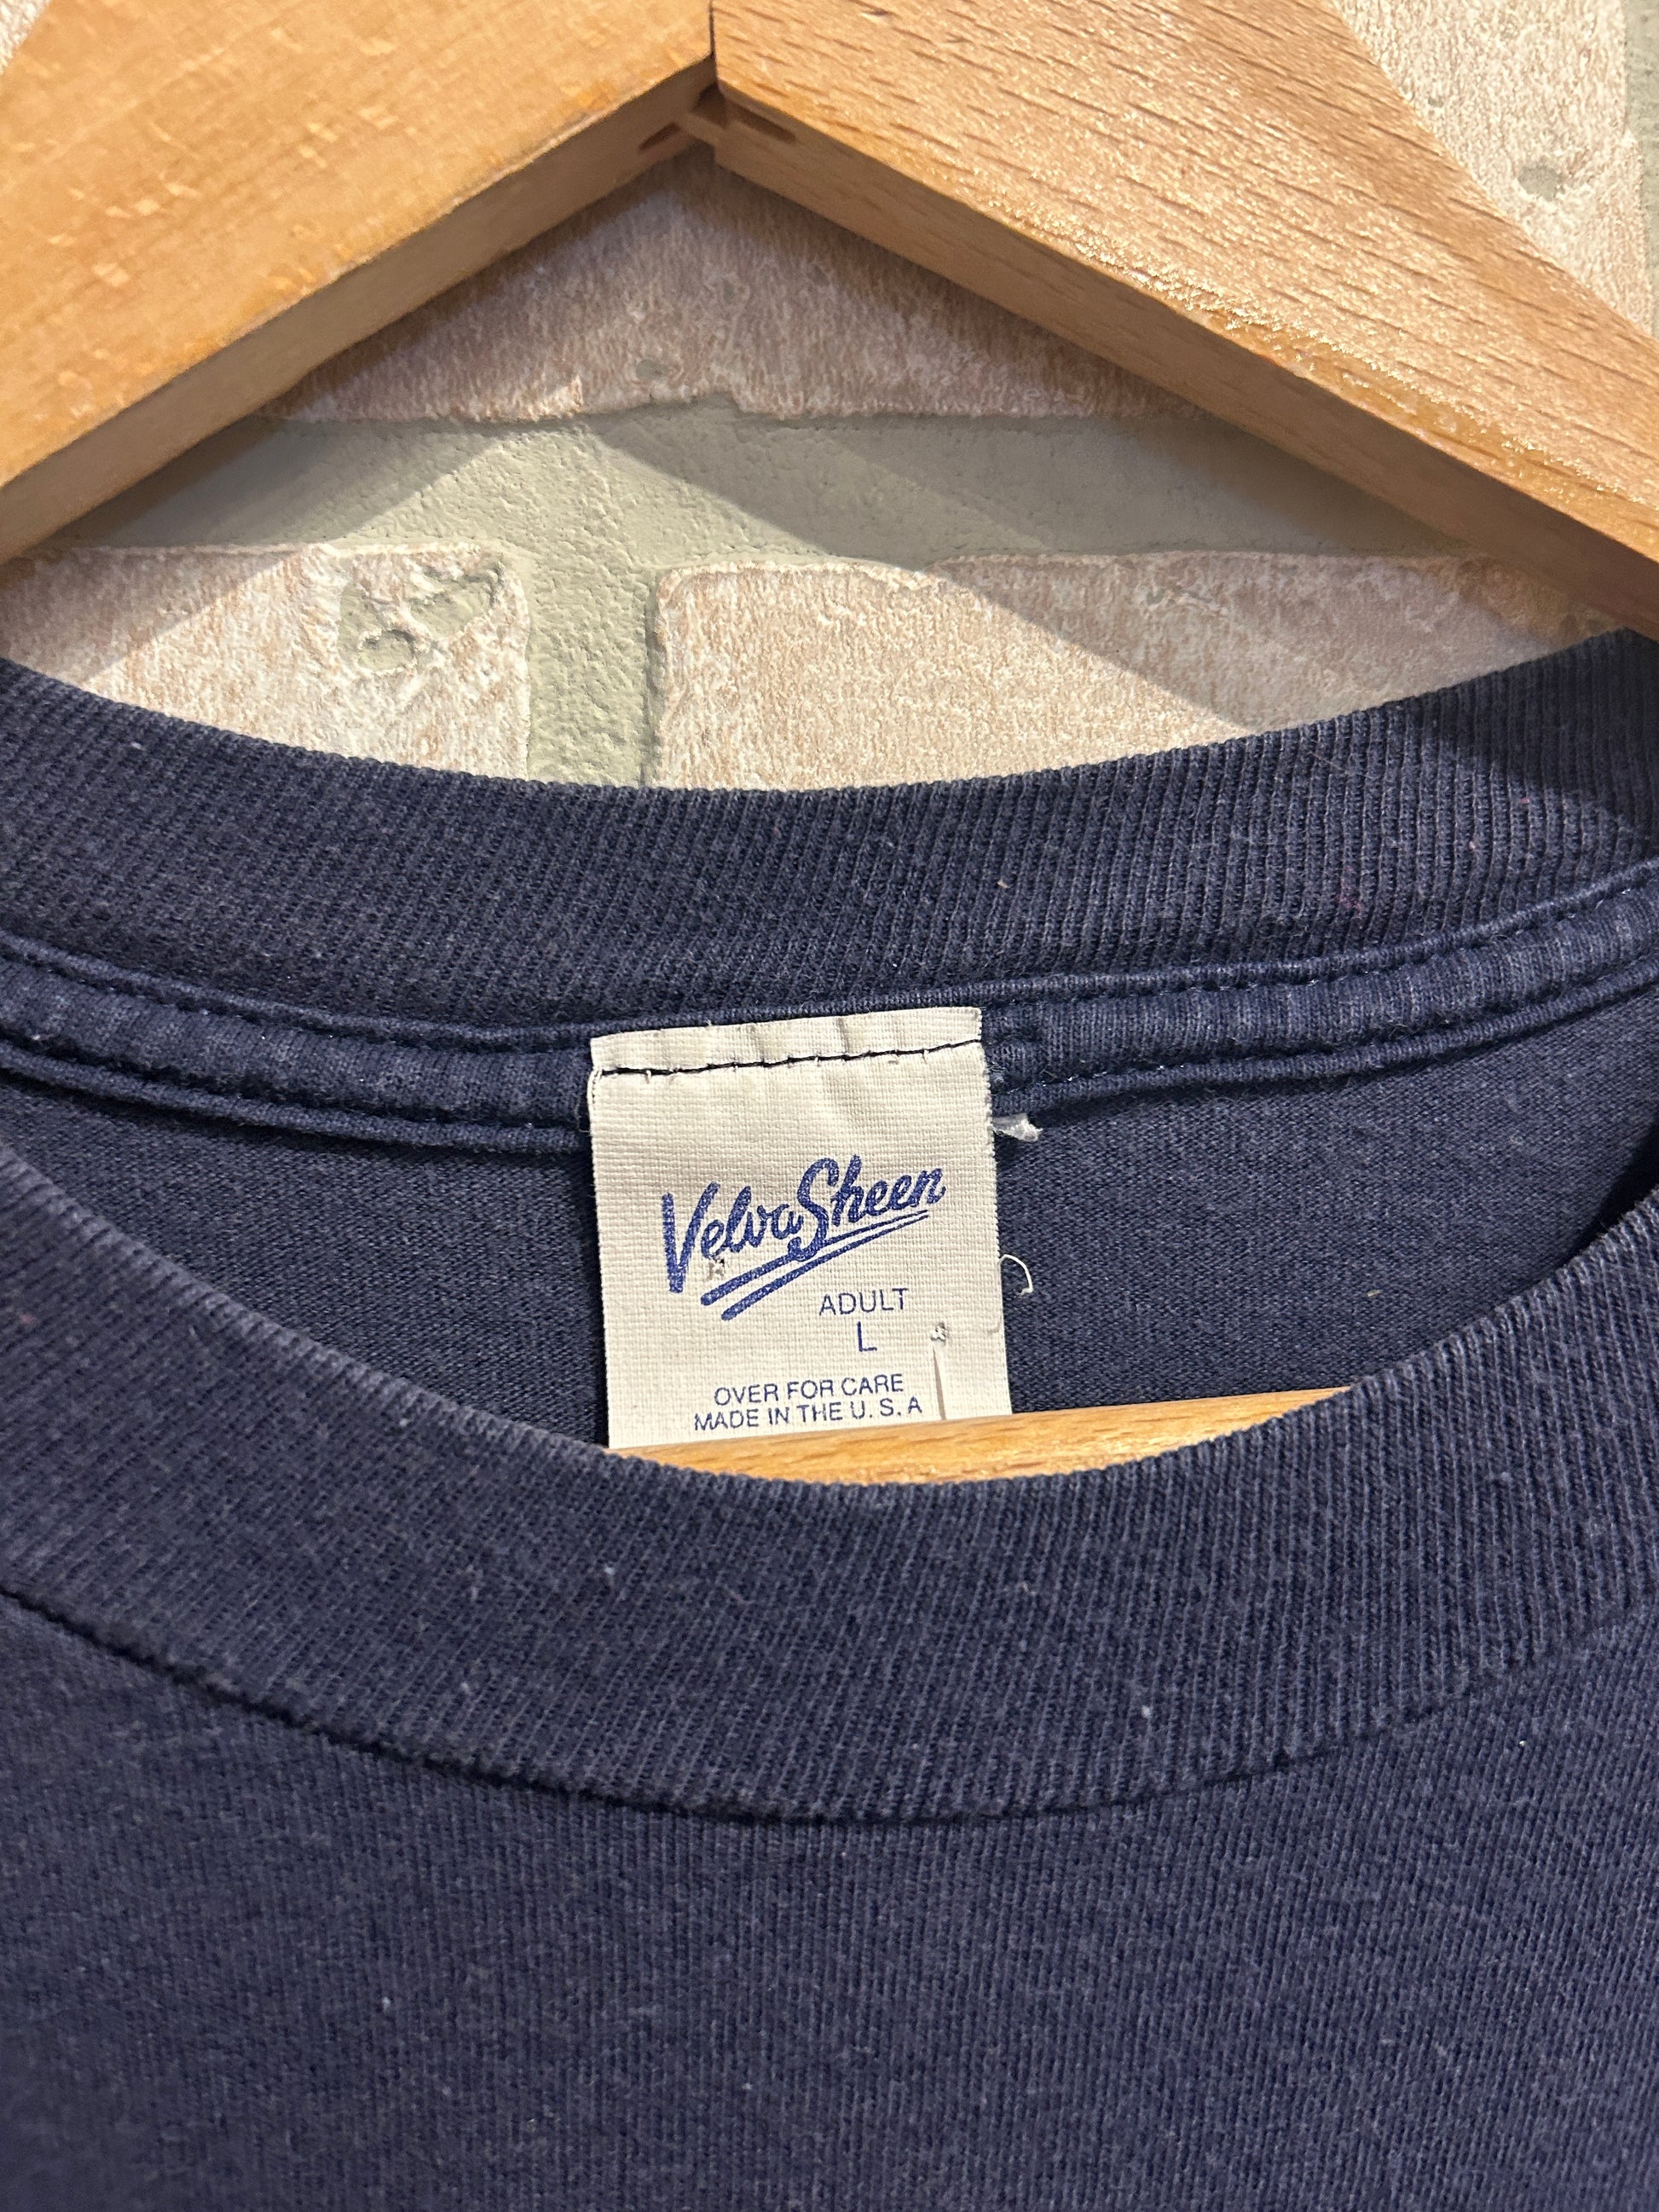 VelvaSheen
ADULT
L
OVER FOR CARE
MADE IN THE U.S.A